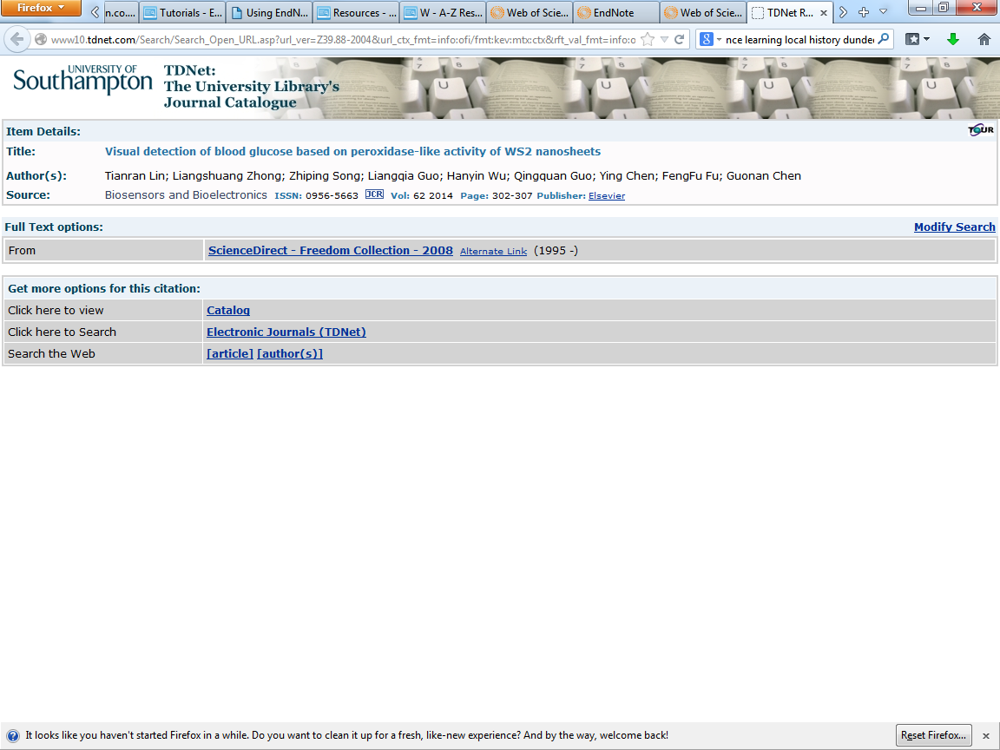 Firefox
n.co....
Tutorials - E...
Using EndN...
Resources - ...
W - A-Z Res...
Web of Scie...
EndNote
Web of Scie...
TDNet R...
www10.tdnet.com/Search/Search_Open_URL.asp?url_ver=Z39.88-2004&url_ctx_fmt=info:ofi/fmt:kev:mtx:ctx&rft_val_fmt=info:o
nce learning local history dunde
UNIVERSITY OF
Southampton
TDNet:
The University Library's
Journal Catalogue
Item Details:
TOUR
Title: Visual detection of blood glucose based on peroxidase-like activity of WS2 nanosheets
Author(s): Tianran Lin; Liangshuang Zhong; Zhiping Song; Liangqia Guo; Hanyin Wu; Qingquan Guo; Ying Chen; FengFu Fu; Guonan Chen
Source: Biosensors and Bioelectronics ISSN: 0956-5663 JCR Vol: 62 2014 Page: 302-307 Publisher: Elsevier
Full Text options: Modify Search
From ScienceDirect - Freedom Collection - 2008 Alternate Link (1995 -)
Get more options for this citation:
Click here to view Catalog
Click here to Search Electronic Journals (TDNet)
Search the Web [article] [author(s)]
It looks like you haven't started Firefox in a while. Do you want to clean it up for a fresh, like-new experience? And by the way, welcome back!
Reset Firefox...